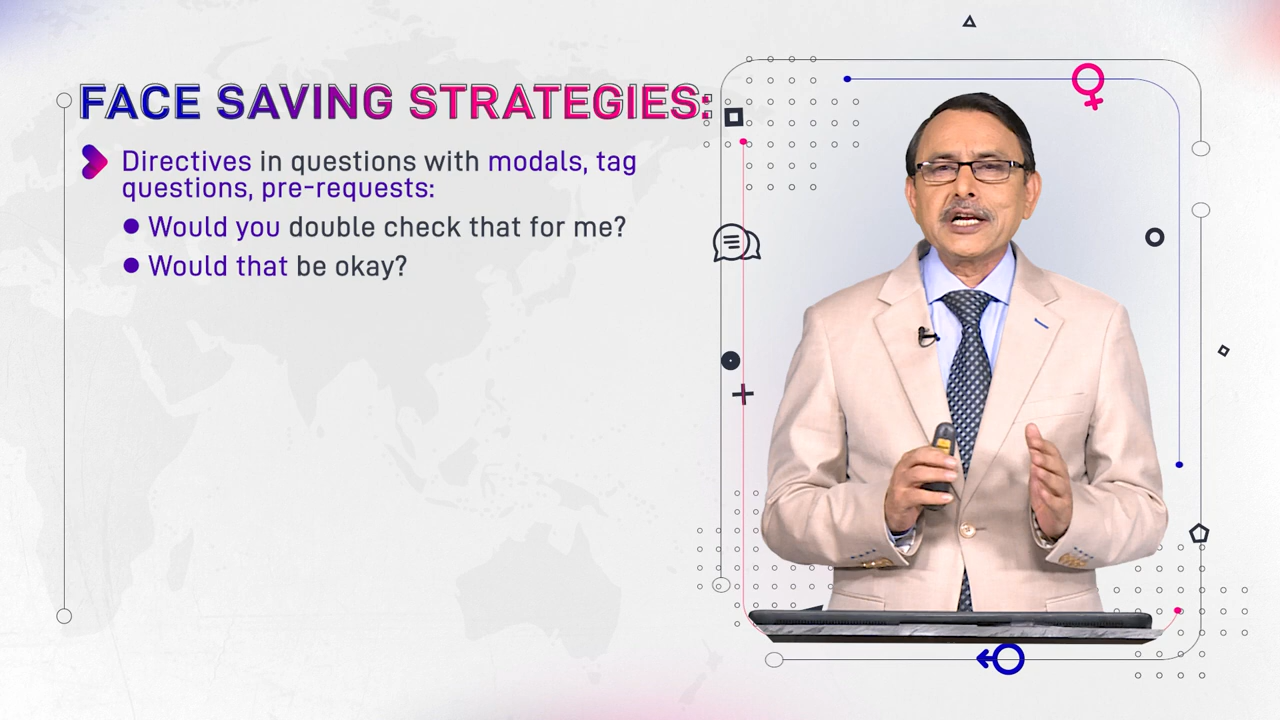 FACE SAVING STRATEGIES:
Directives in questions with modals, tag
questions, pre-requests:
Would you double check that for me?
Would that be okay?